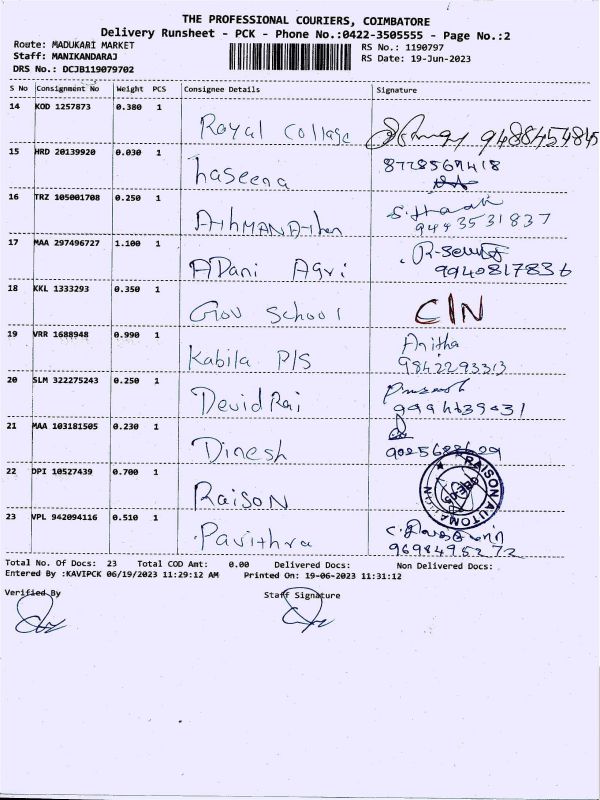 THE PROFESSIONAL COURIERS, COIMBATORE
Delivery Runsheet - PCK - Phone No.:0422-3505555 - Page No.:2
Route: MADUKARI MARKET
RS No.: 1190797
Staff: MANIKANDARAJ
RS Date: 19-Jun-2023
DRS No.: DCJB119079702
S No Consignment No Weight PCS Consignee Details Signature
14 KOD 1257873 0.380 1
Royal College 9488454845
15 HRD 20139920 0.030 1
haseena 8778569418
16 TRZ 105001708 0.250 1
AthMANAthan 9443531837
17 MAA 297496727 1.100 1
ADani Agri 9940817836
18 KKL 1333293 0.350 1
Gov School CIN
19 VRR 1688948 0.990 1
Kabila P/S Anitha
9842293313
20 SLM 322275243 0.250 1
Devid Raj
21 MAA 103181505 0.230 1
Dinesh
22 DPI 10527439 0.700 1
Raison RAISON AUTOMA
23 VPL 942094116 0.510 1
Pavithra
9698495272
Total No. Of Docs: 23 Total COD Amt: 0.00 Delivered Docs: Non Delivered Docs:
Entered By :KAVIPCK 06/19/2023 11:29:12 AM Printed On: 19-06-2023 11:31:12
Verified By Staff Signature